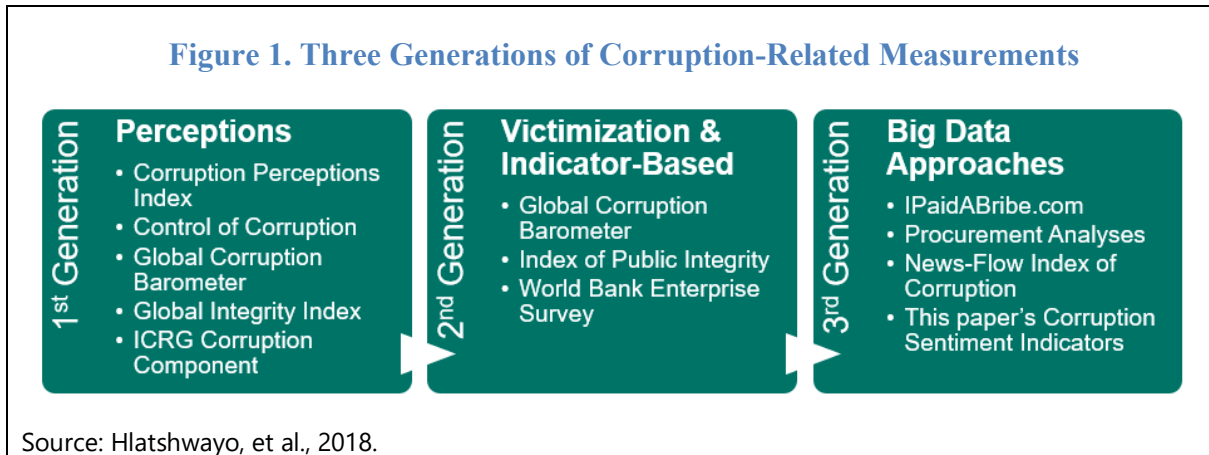 Figure 1. Three Generations of Corruption-Related Measurements
1st Generation
Perceptions
• Corruption Perceptions
Index
• Control of Corruption
• Global Corruption
Barometer
• Global Integrity Index
• ICRG Corruption
Component
2nd Generation
Victimization &
Indicator-Based
• Global Corruption
Barometer
• Index of Public Integrity
• World Bank Enterprise
Survey
3rd Generation
Big Data
Approaches
• IPaidABribe.com
• Procurement Analyses
• News-Flow Index of
Corruption
• This paper's Corruption
Sentiment Indicators
Source: Hlatshwayo, et al., 2018.